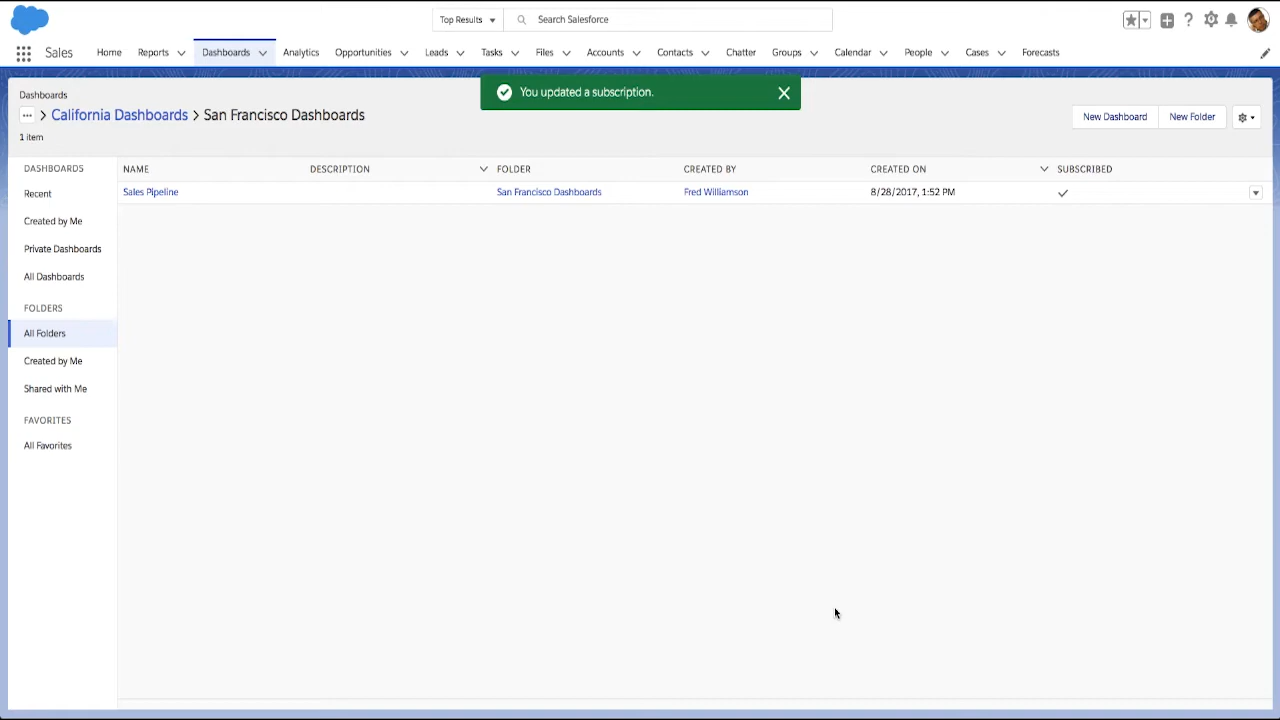 Top Results
Search Salesforce
Sales
Home Reports Dashboards Analytics Opportunities Leads Tasks Files Accounts Contacts Chatter Groups Calendar People Cases Forecasts
You updated a subscription.
Dashboards
... > California Dashboards > San Francisco Dashboards
1 item
New Dashboard New Folder
DASHBOARDS
Recent
Created by Me
Private Dashboards
All Dashboards
FOLDERS
All Folders
Created by Me
Shared with Me
FAVORITES
All Favorites
NAME DESCRIPTION FOLDER CREATED BY CREATED ON SUBSCRIBED
Sales Pipeline San Francisco Dashboards Fred Williamson 8/28/2017, 1:52 PM